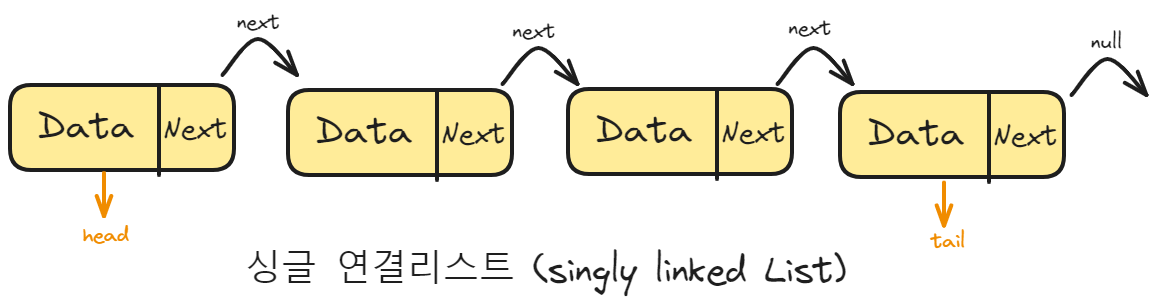 next next next null
Data Next Data Next Data Next Data Next
head tail
싱글 연결리스트 (singly linked List)